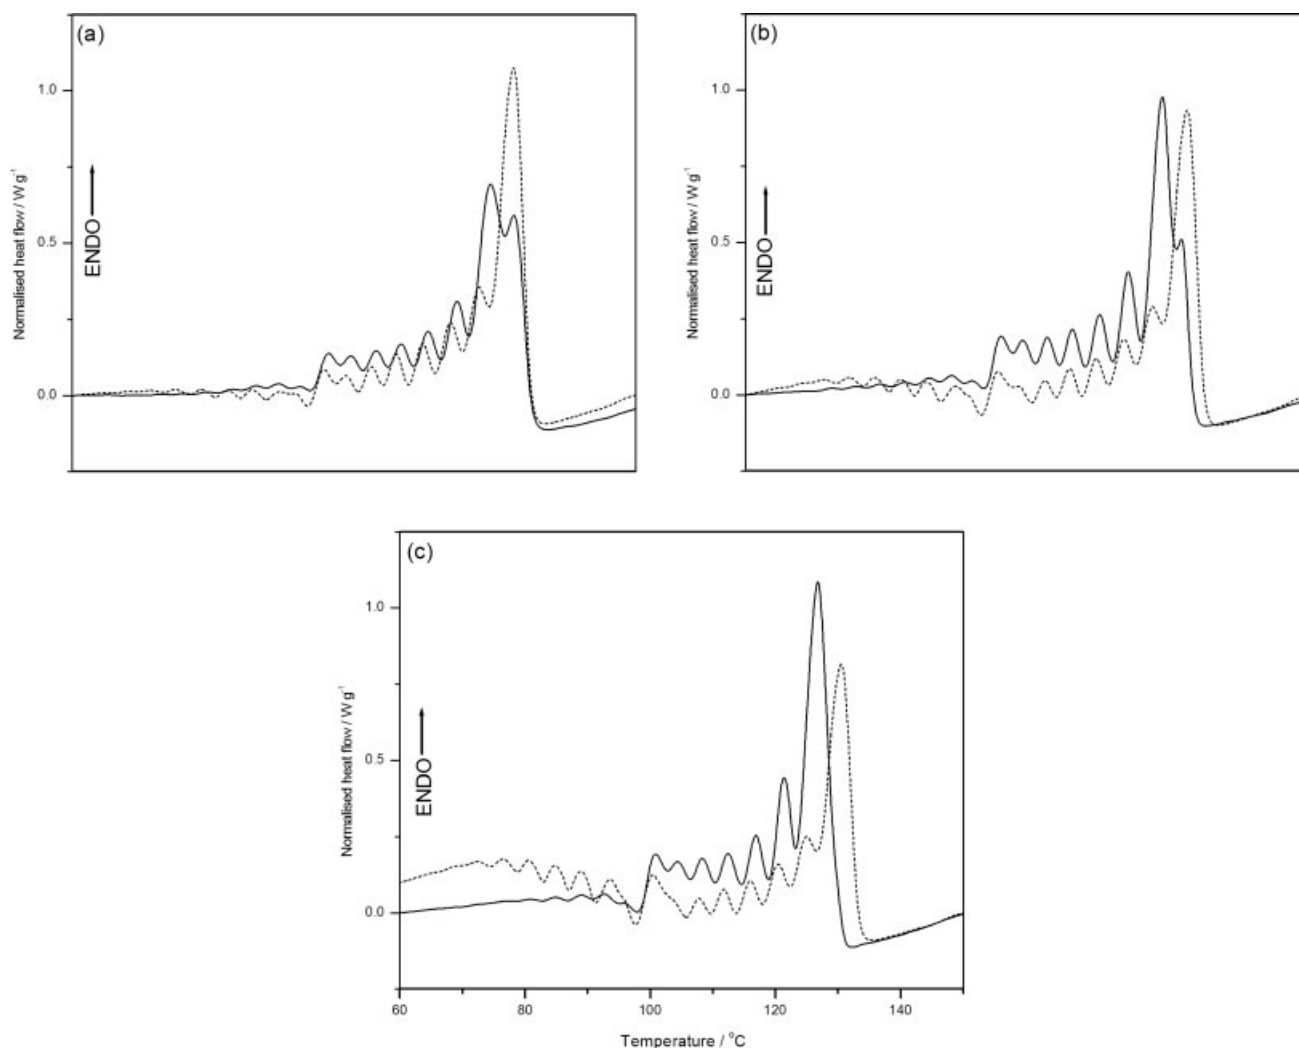 (a)
1.0
0.5
0.0
Normalised heat flow / W g⁻¹
ENDO
(b)
1.0
0.5
0.0
Normalised heat flow / W g⁻¹
ENDO
(c)
1.0
0.5
0.0
Normalised heat flow / W g⁻¹
ENDO
60 80 100 120 140
Temperature / °C